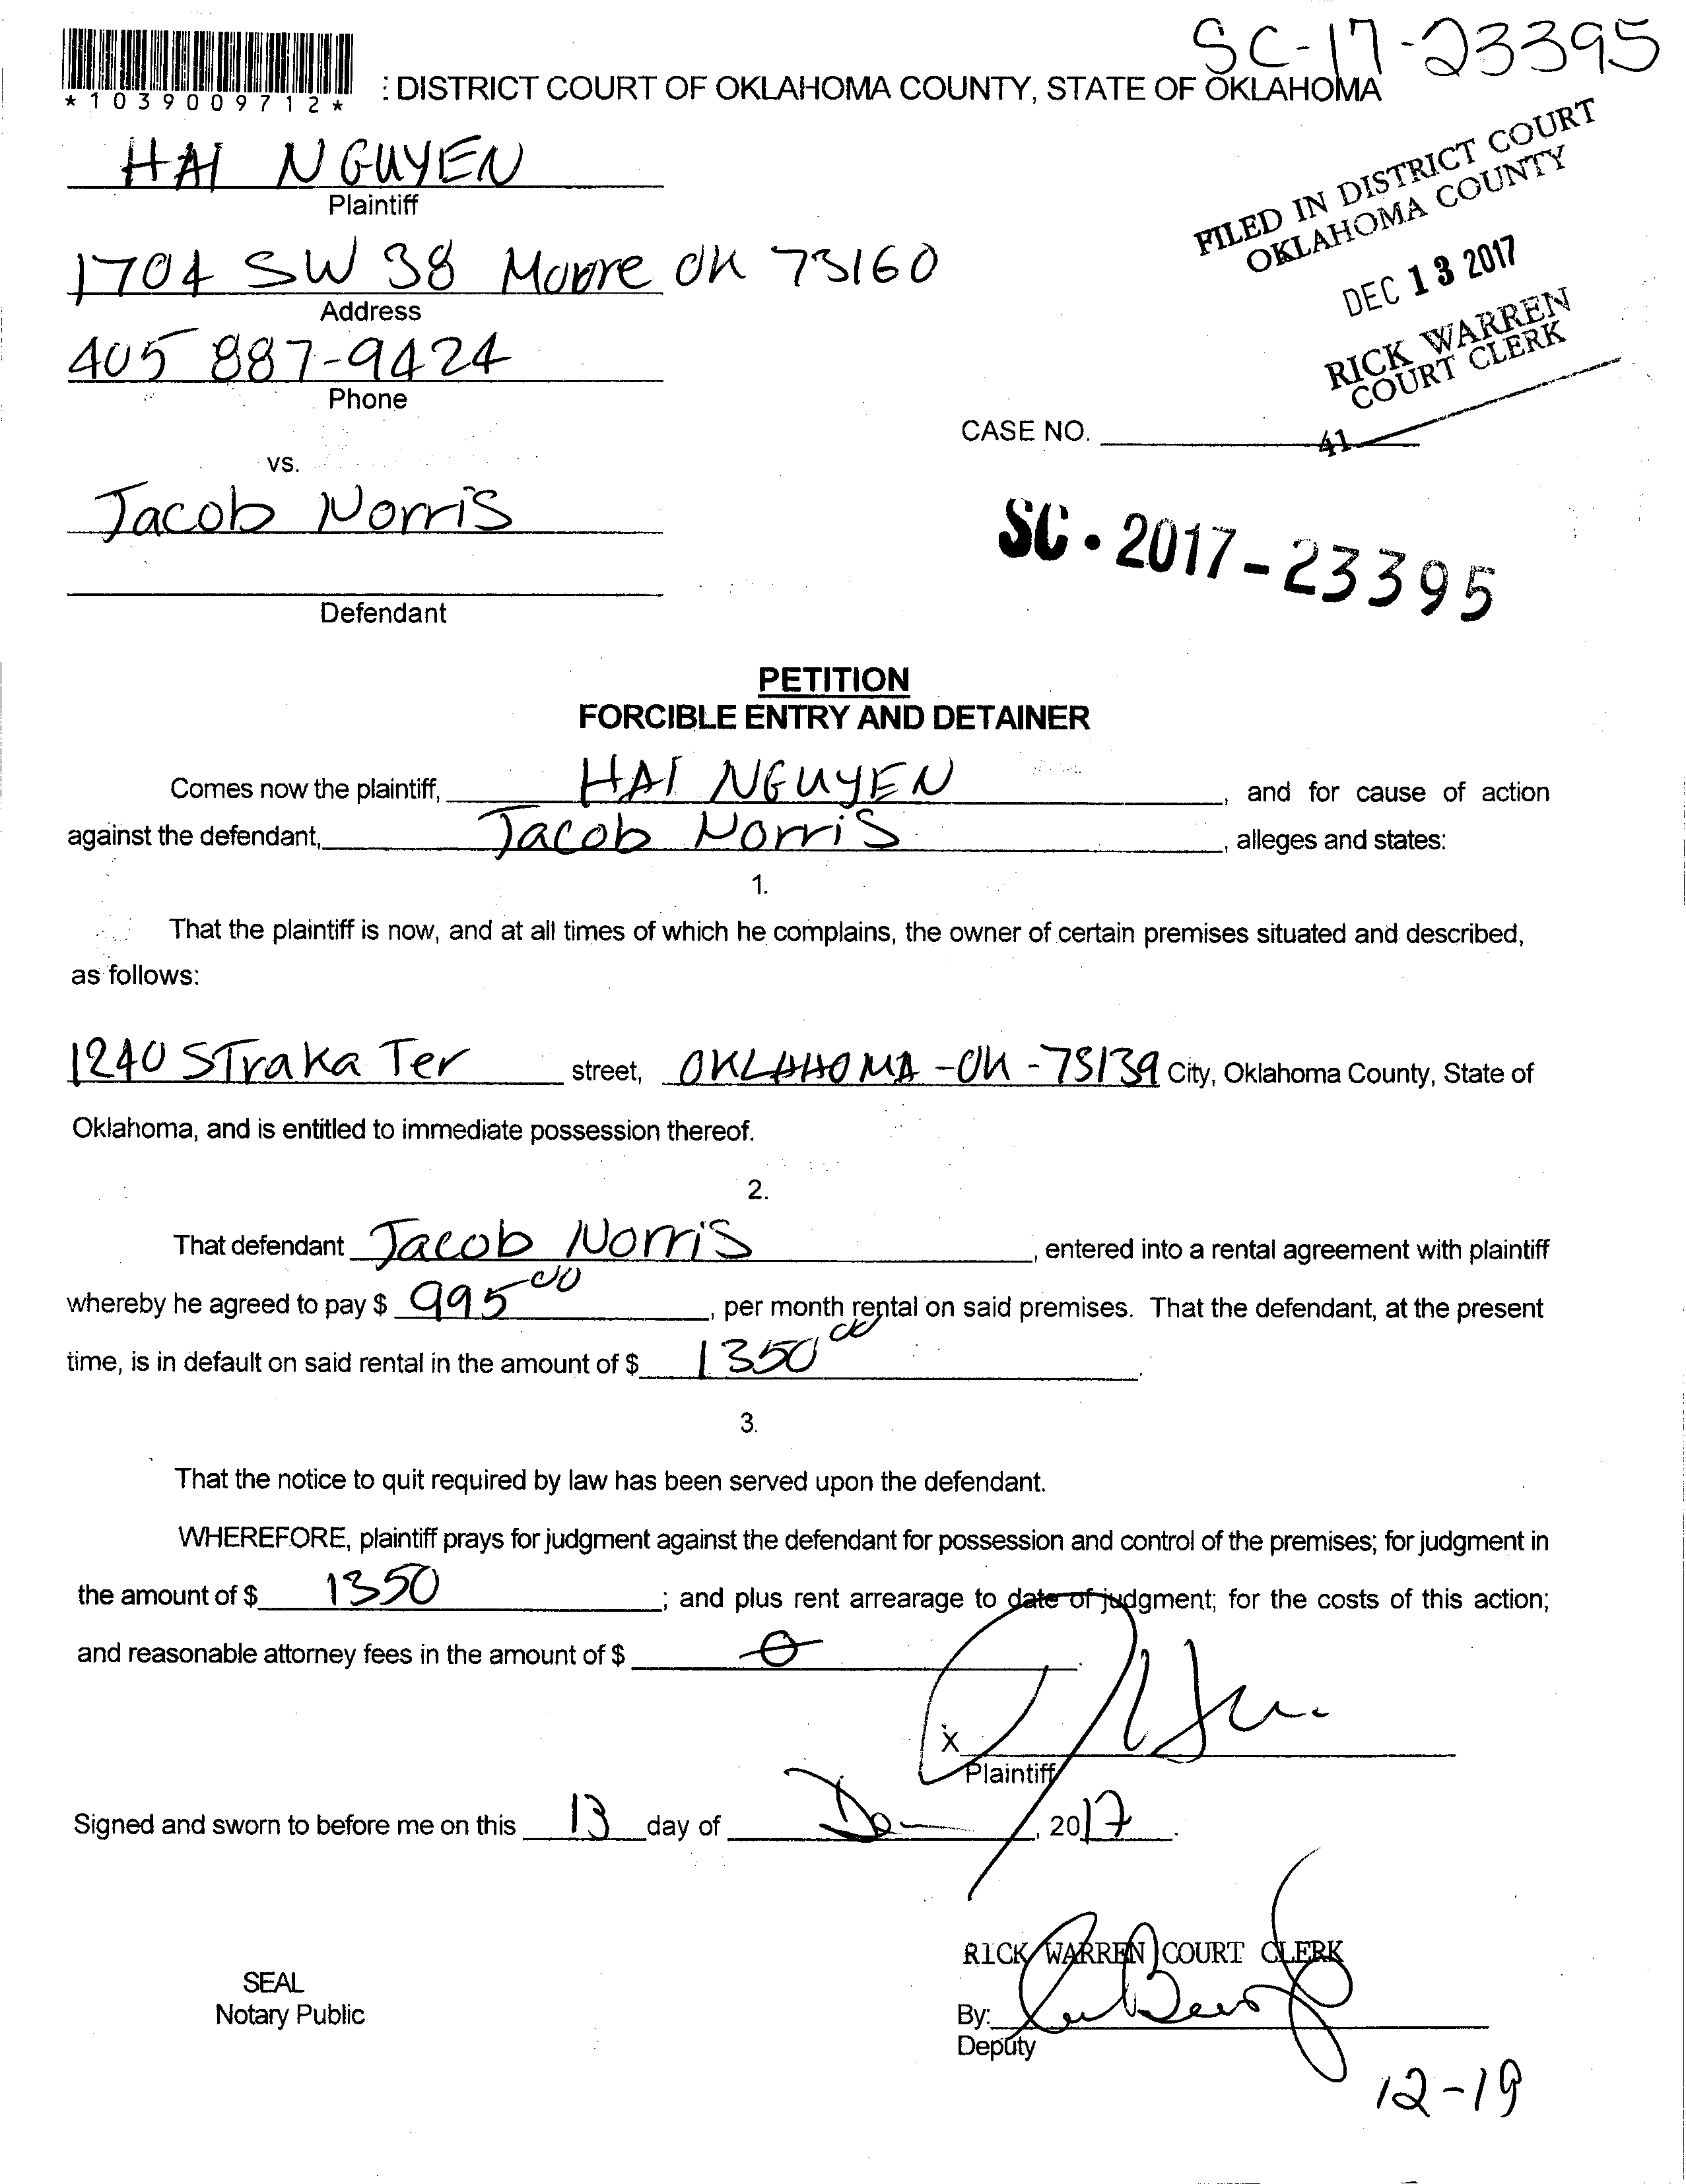 SC-17-23395
*1039009712*
: DISTRICT COURT OF OKLAHOMA COUNTY, STATE OF OKLAHOMA
HAI NGUYEN
Plaintiff
FILED IN DISTRICT COURT
OKLAHOMA COUNTY
1704 SW 38 Moore OK 73160
Address
DEC 13 2017
405 887-9424
Phone
RICK WARREN
COURT CLERK
CASE NO.
41
vs.
Jacob Norris
SC-2017-23395
Defendant
PETITION
FORCIBLE ENTRY AND DETAINER
Comes now the plaintiff, HAI NGUYEN, and for cause of action
against the defendant, Jacob Norris, alleges and states:
1.
That the plaintiff is now, and at all times of which he complains, the owner of certain premises situated and described,
as follows:
1240 STraka Ter street, OKLAHOMA-OK-73139 City, Oklahoma County, State of
Oklahoma, and is entitled to immediate possession thereof.
2.
That defendant Jacob Norris, entered into a rental agreement with plaintiff
whereby he agreed to pay $ 995 00, per month rental on said premises. That the defendant, at the present
time, is in default on said rental in the amount of $ 1350 00.
3.
That the notice to quit required by law has been served upon the defendant.
WHEREFORE, plaintiff prays for judgment against the defendant for possession and control of the premises; for judgment in
the amount of $ 1350; and plus rent arrearage to date of judgment; for the costs of this action;
and reasonable attorney fees in the amount of $ 0.
X
Plaintiff
Signed and sworn to before me on this 13 day of Dec, 2017.
RICK WARREN COURT CLERK
SEAL
Notary Public
By:
Deputy
12-19